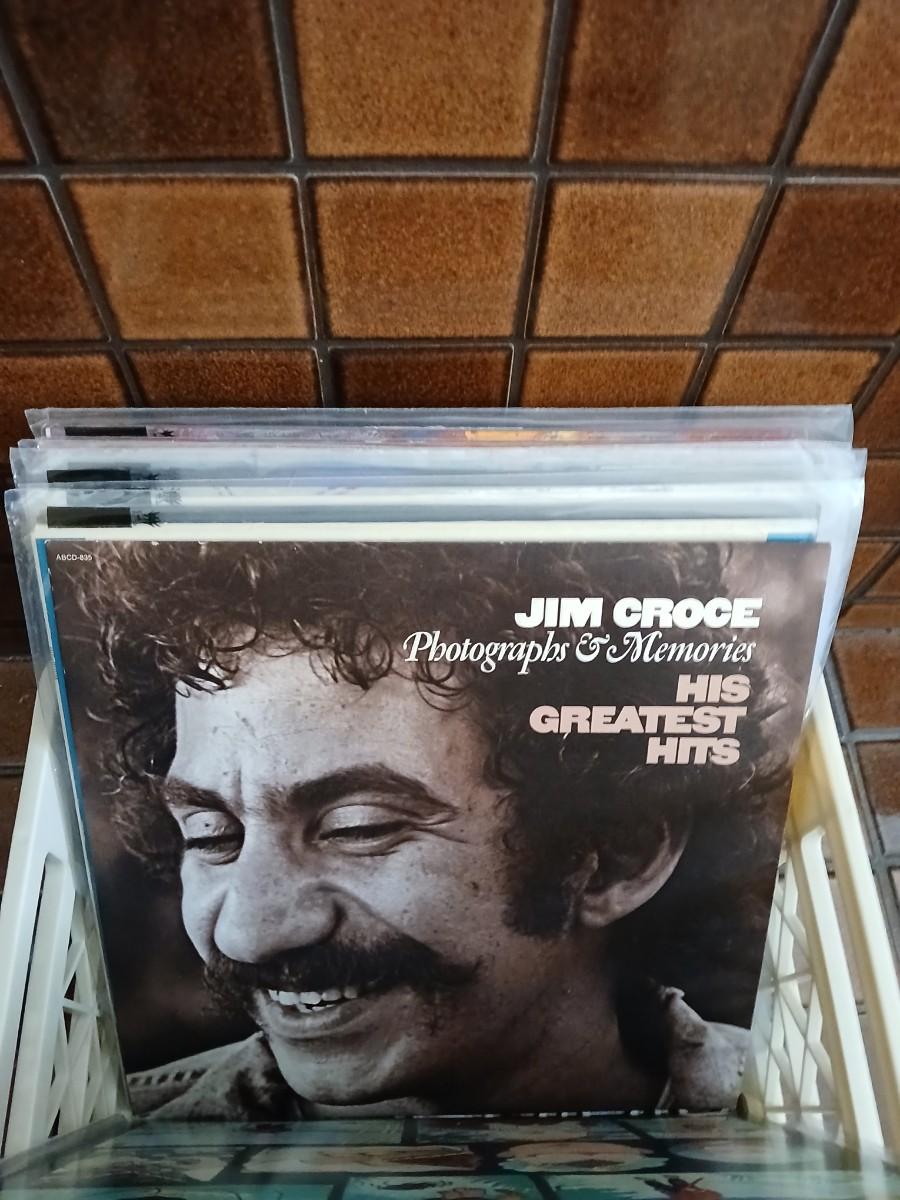 ABCD-835
JIM CROCE
Photographs & Memories
HIS
GREATEST
HITS